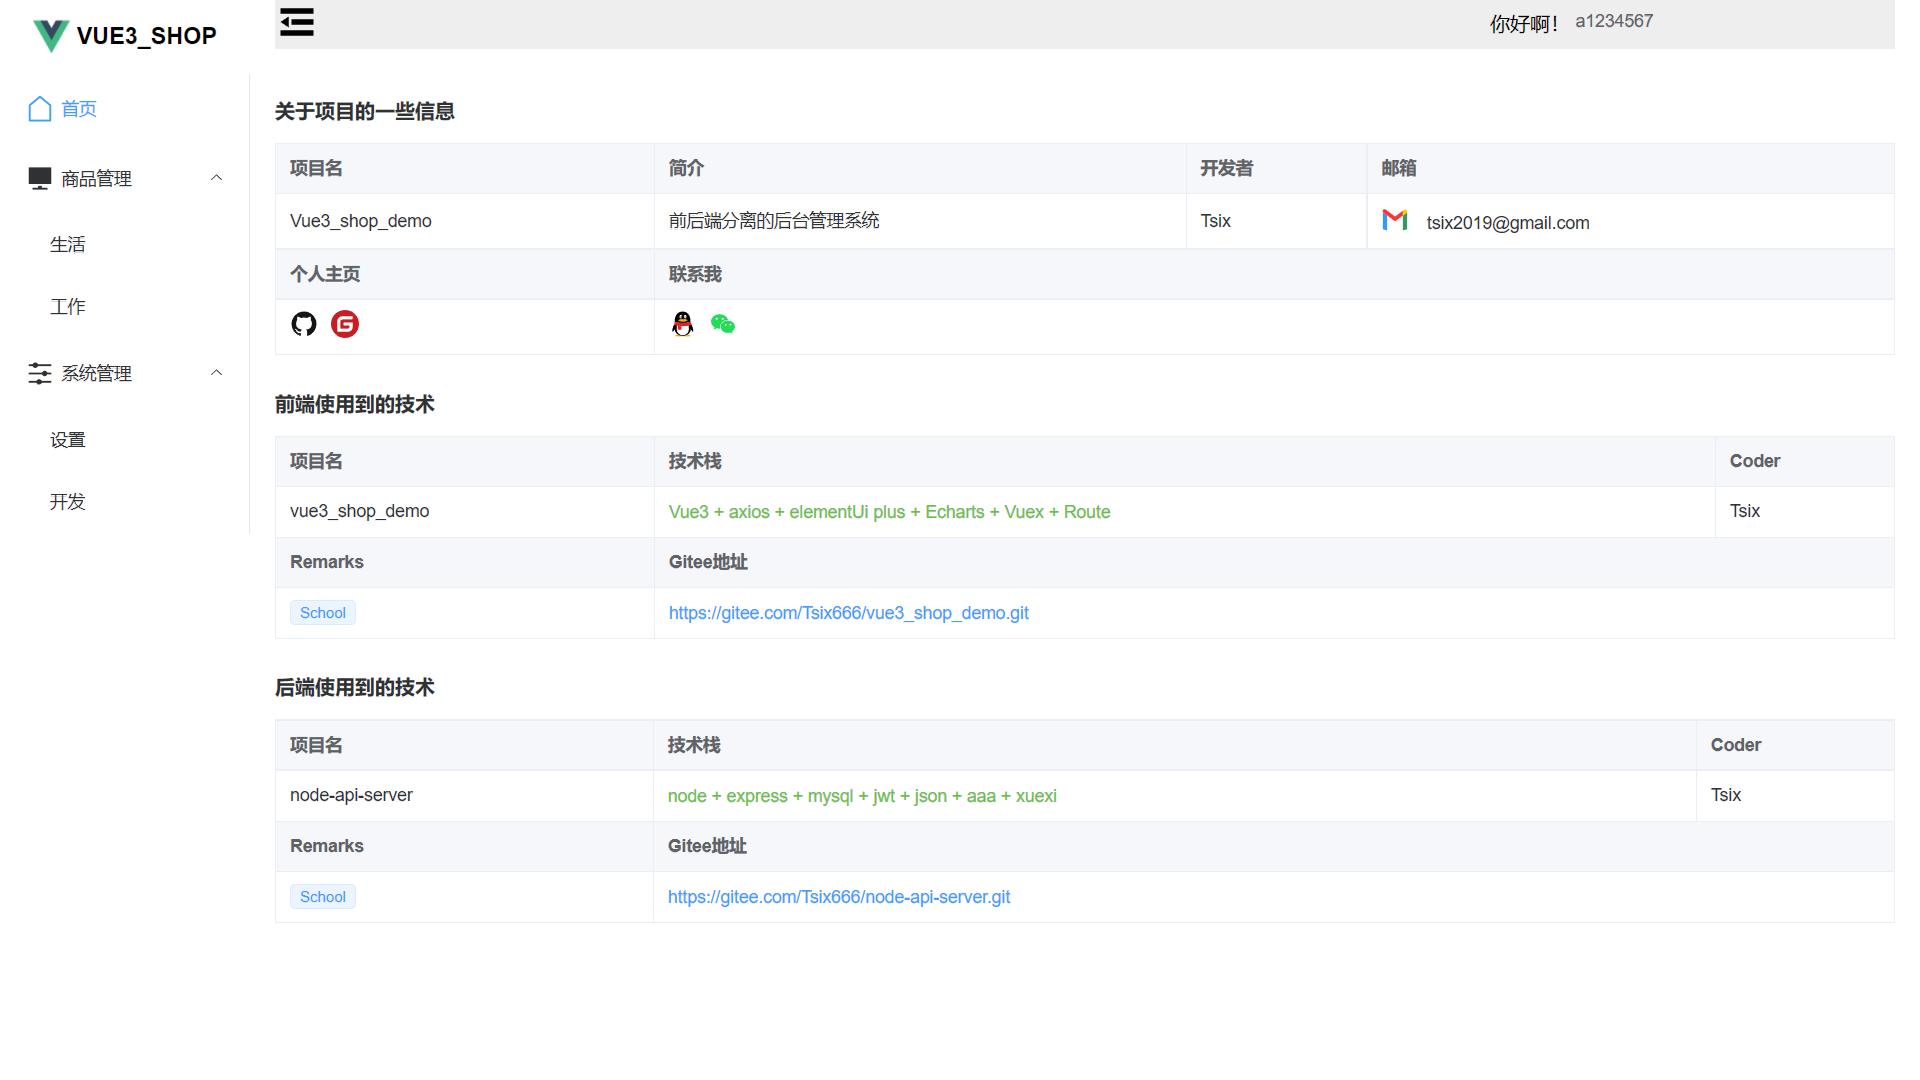 VUE3_SHOP
你好啊！ a1234567
首页
商品管理
生活
工作
系统管理
设置
开发
关于项目的一些信息
项目名 简介 开发者 邮箱
Vue3_shop_demo 前后端分离的后台管理系统 Tsix tsix2019@gmail.com
个人主页 联系我
前端使用到的技术
项目名 技术栈 Coder
vue3_shop_demo Vue3 + axios + elementUi plus + Echarts + Vuex + Route Tsix
Remarks Gitee地址
School https://gitee.com/Tsix666/vue3_shop_demo.git
后端使用到的技术
项目名 技术栈 Coder
node-api-server node + express + mysql + jwt + json + aaa + xuexi Tsix
Remarks Gitee地址
School https://gitee.com/Tsix666/node-api-server.git